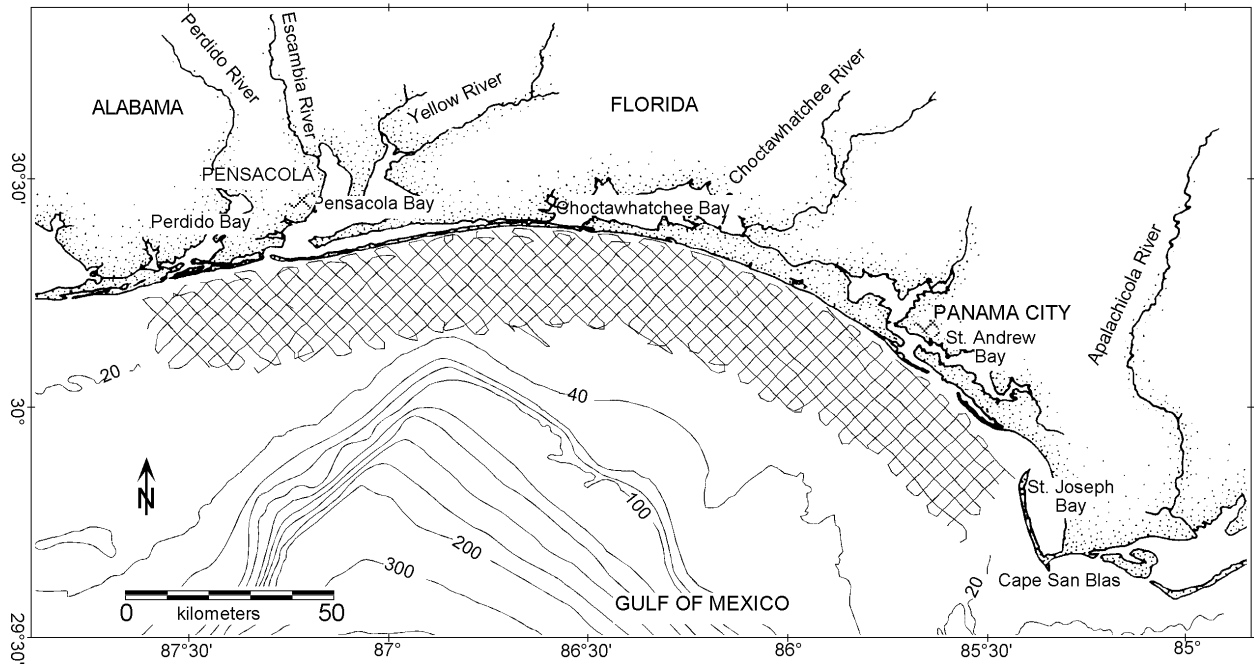 Perdido River
Escambia River
Yellow River
ALABAMA
FLORIDA
Choctawhatchee River
PENSACOLA
Pensacola Bay
Perdido Bay
Choctawhatchee Bay
Apalachicola River
PANAMA CITY
St. Andrew
Bay
St. Joseph
Bay
Cape San Blas
GULF OF MEXICO
20
40
100
200
300
20
N
0
50
kilometers
30°30'
30°
29°30'
87°30'
87°
86°30'
86°
85°30'
85°